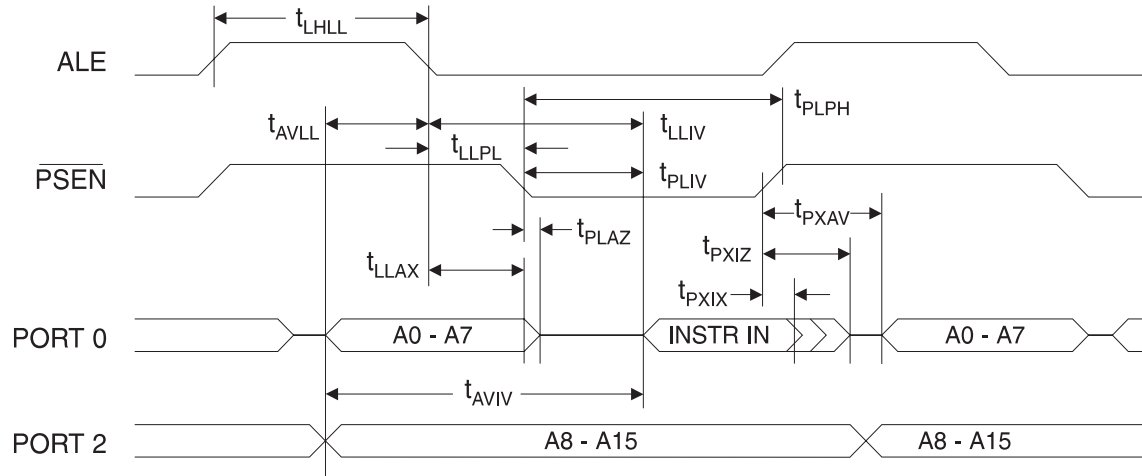 tLHLL
ALE
tPLPH
tAVLL
tLLIV
tLLPL
PSEN
tPLIV
tPXAV
tPLAZ
tPXIZ
tLLAX
tPXIX
PORT 0
A0 - A7
INSTR IN
A0 - A7
tAVIV
PORT 2
A8 - A15
A8 - A15